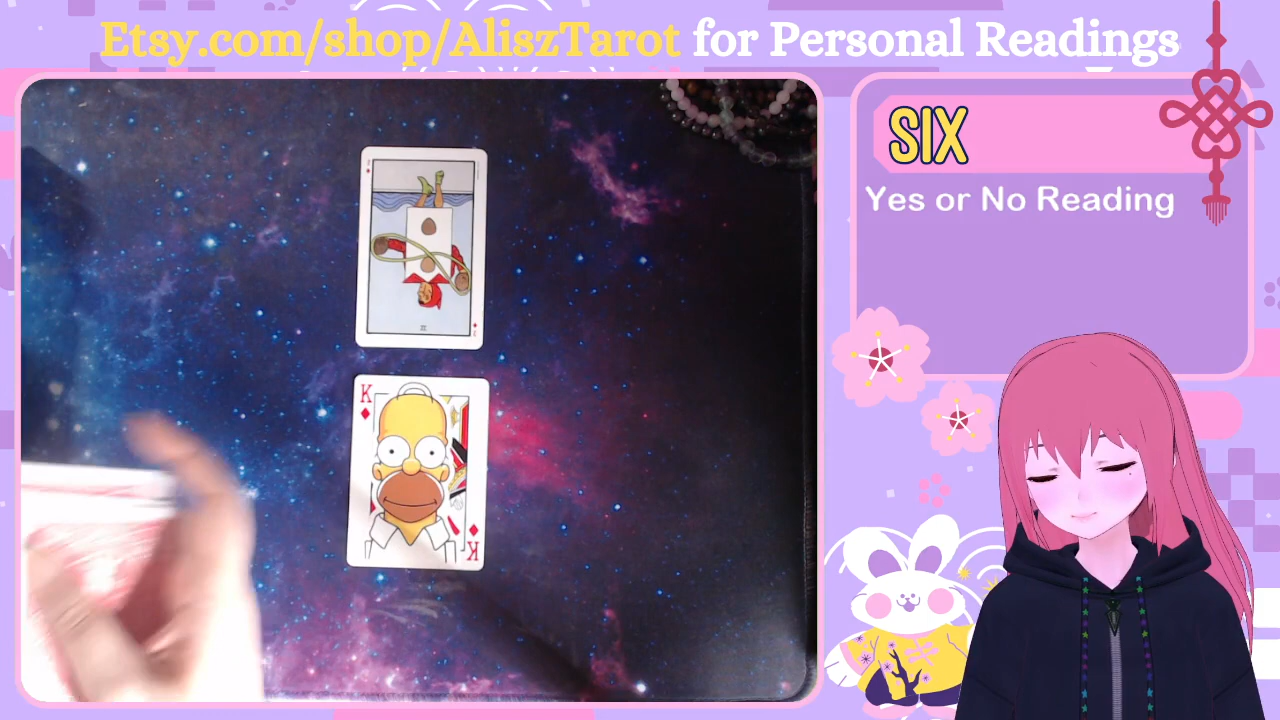 Etsy.com/shop/AliszTarot for Personal Readings
SIX
Yes or No Reading
K
K